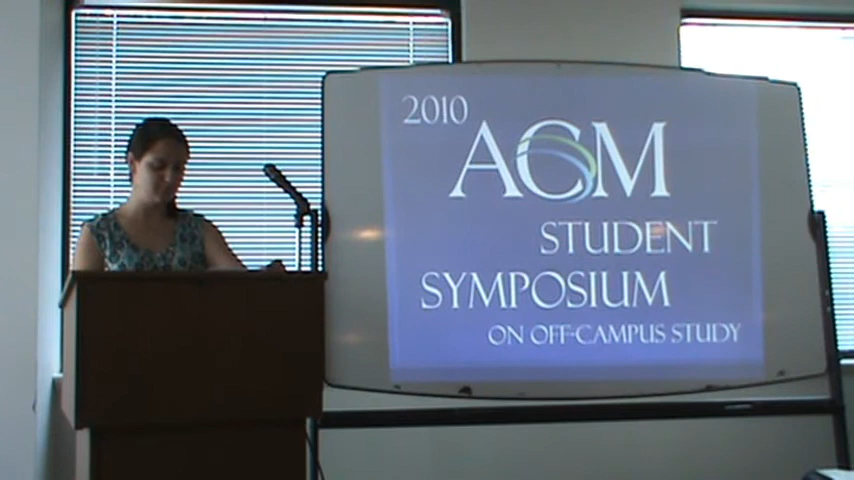 2010
ACM
STUDENT
SYMPOSIUM
ON OFF-CAMPUS STUDY